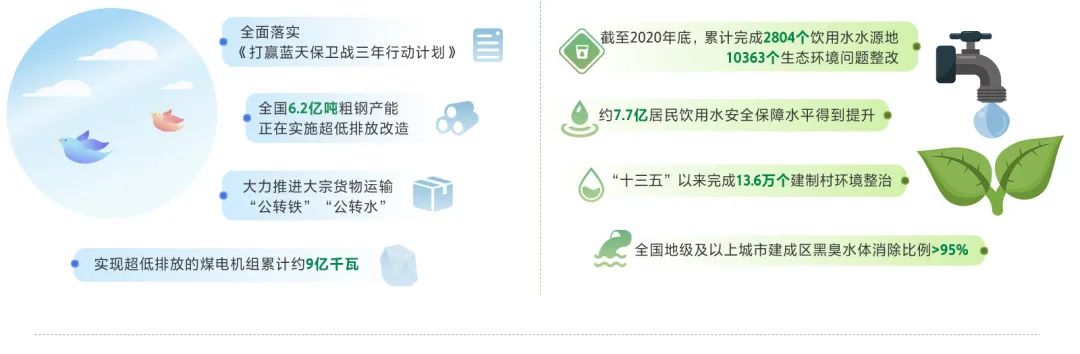 全面落实
《打赢蓝天保卫战三年行动计划》
全国6.2亿吨粗钢产能
正在实施超低排放改造
大力推进大宗货物运输
“公转铁” “公转水”
实现超低排放的煤电机组累计约9亿千瓦
截至2020年底，累计完成2804个饮用水水源地
10363个生态环境问题整改
约7.7亿居民饮用水安全保障水平得到提升
“十三五”以来完成13.6万个建制村环境整治
全国地级及以上城市建成区黑臭水体消除比例>95%